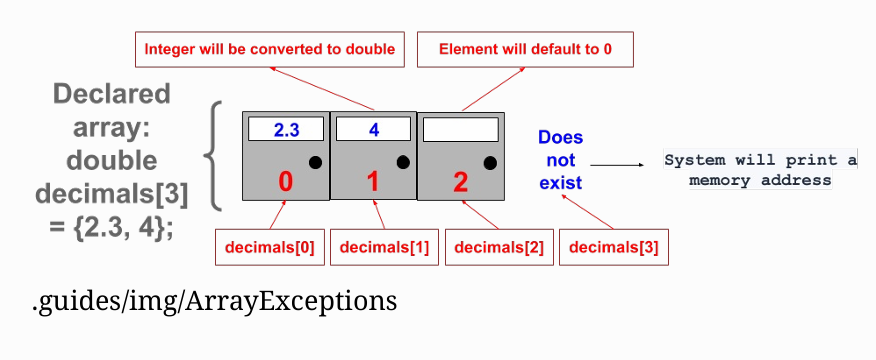 Integer will be converted to double
Element will default to 0
Declared
array:
double
decimals[3]
= {2.3, 4};
2.3
4
0
1
2
Does
not
exist
System will print a
memory address
decimals[0]
decimals[1]
decimals[2]
decimals[3]
.guides/img/ArrayExceptions